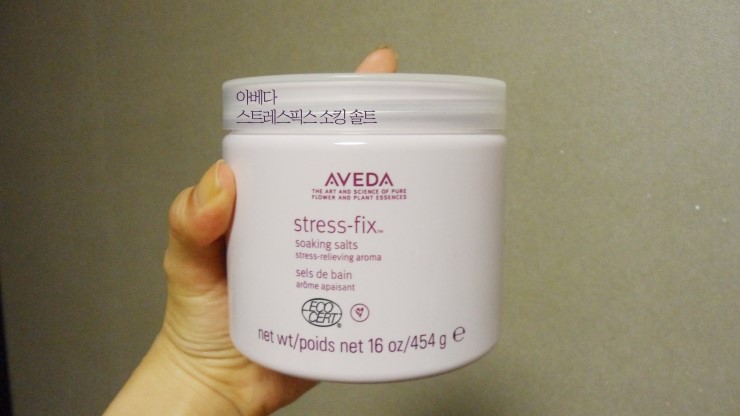 아베다
스트레스픽스 소킹 솔트
AVEDA
THE ART AND SCIENCE OF PURE
FLOWER AND PLANT ESSENCES
stress-fix™
soaking salts
stress-relieving aroma
sels de bain
arôme apaisant
ECO
CERT®
net wt/poids net 16 oz/454 g ℮